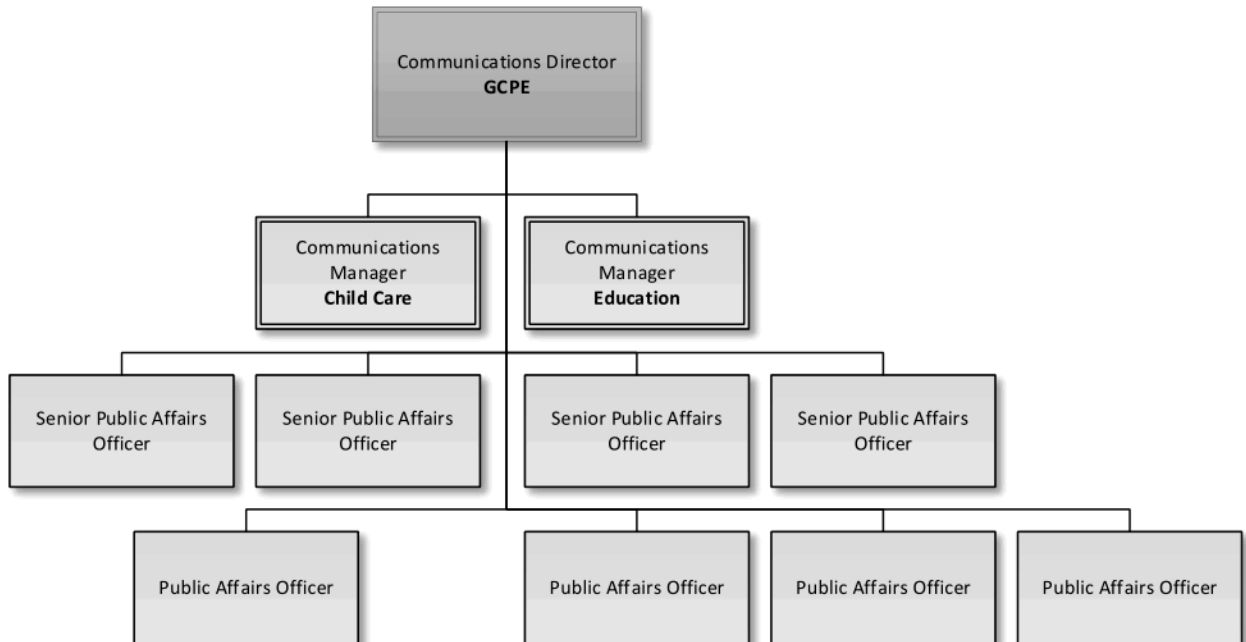 Communications Director
GCPE
Communications
Manager
Child Care
Communications
Manager
Education
Senior Public Affairs
Officer
Senior Public Affairs
Officer
Senior Public Affairs
Officer
Senior Public Affairs
Officer
Public Affairs Officer
Public Affairs Officer
Public Affairs Officer
Public Affairs Officer